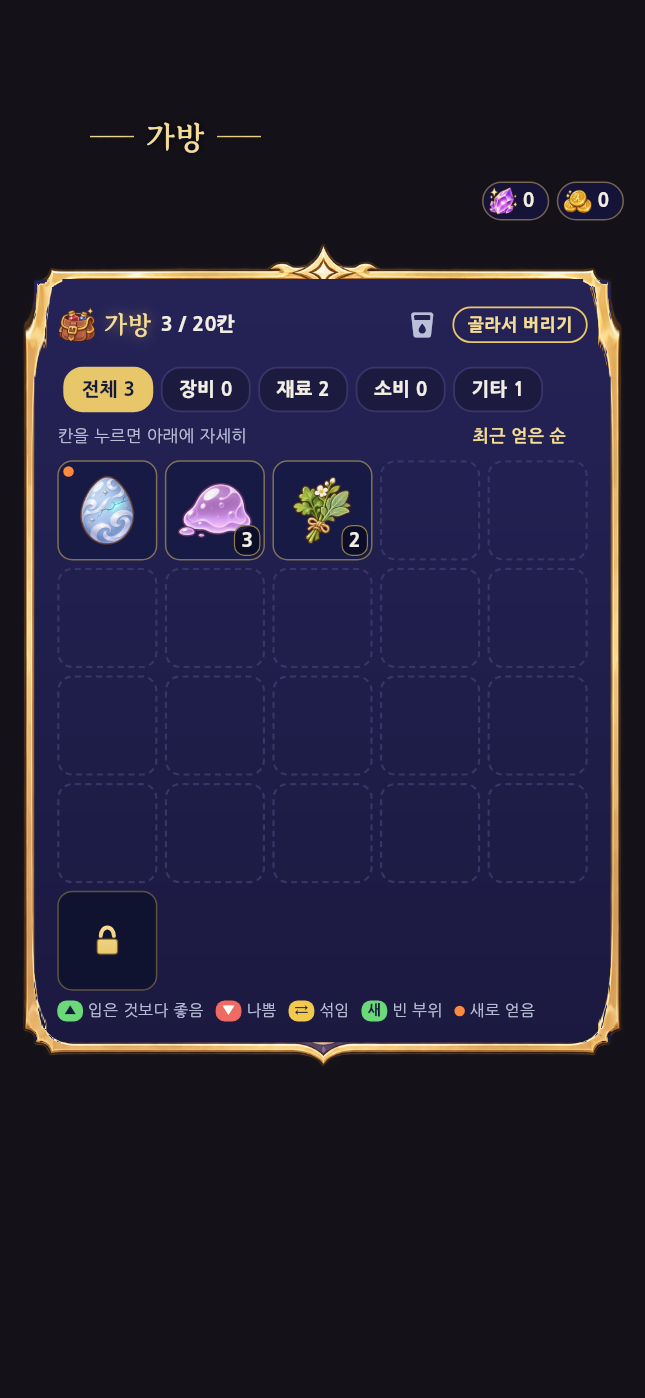 가방
0 0
가방 3 / 20칸 골라서 버리기
전체 3 장비 0 재료 2 소비 0 기타 1
칸을 누르면 아래에 자세히 최근 얻은 순
3 2
입은 것보다 좋음 나쁨 섞임 새 빈 부위 새로 얻음